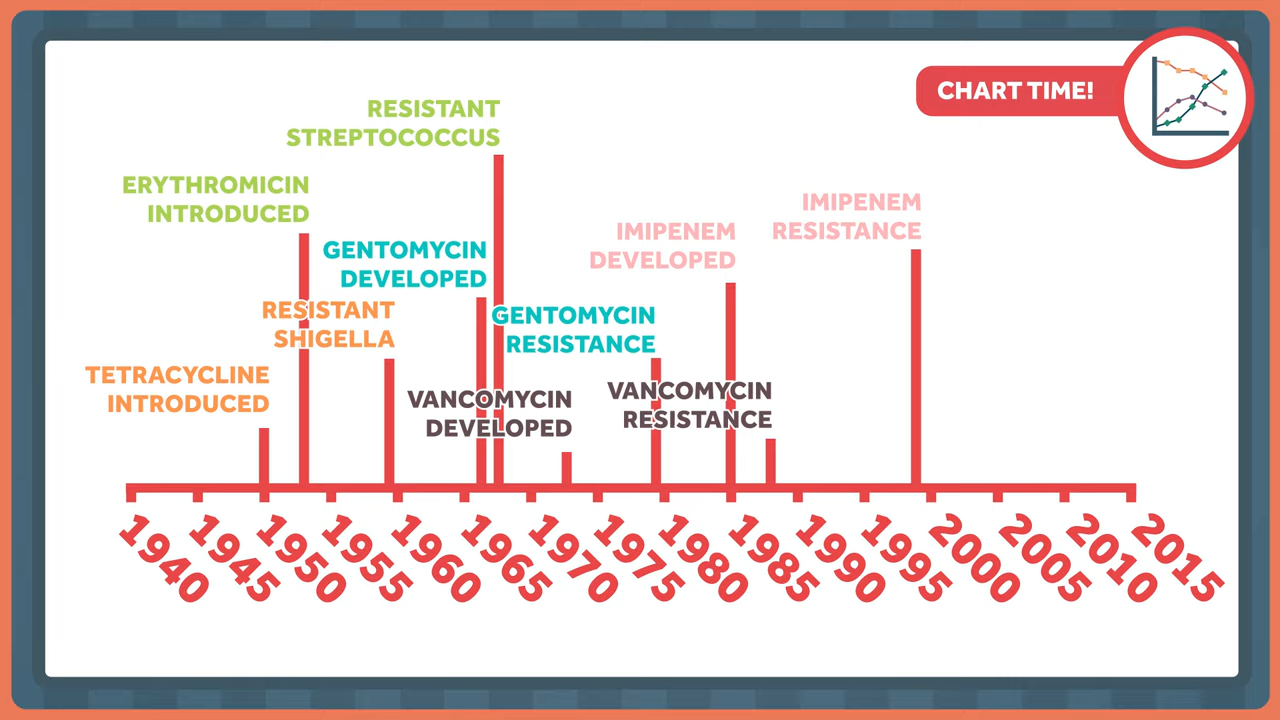 CHART TIME!
RESISTANT
STREPTOCOCCUS
ERYTHROMICIN
INTRODUCED
IMIPENEM
RESISTANCE
IMIPENEM
DEVELOPED
GENTOMYCIN
DEVELOPED
RESISTANT
SHIGELLA
GENTOMYCIN
RESISTANCE
TETRACYCLINE
INTRODUCED
VANCOMYCIN
DEVELOPED
VANCOMYCIN
RESISTANCE
1940
1945
1950
1955
1960
1965
1970
1975
1980
1985
1990
1995
2000
2005
2010
2015